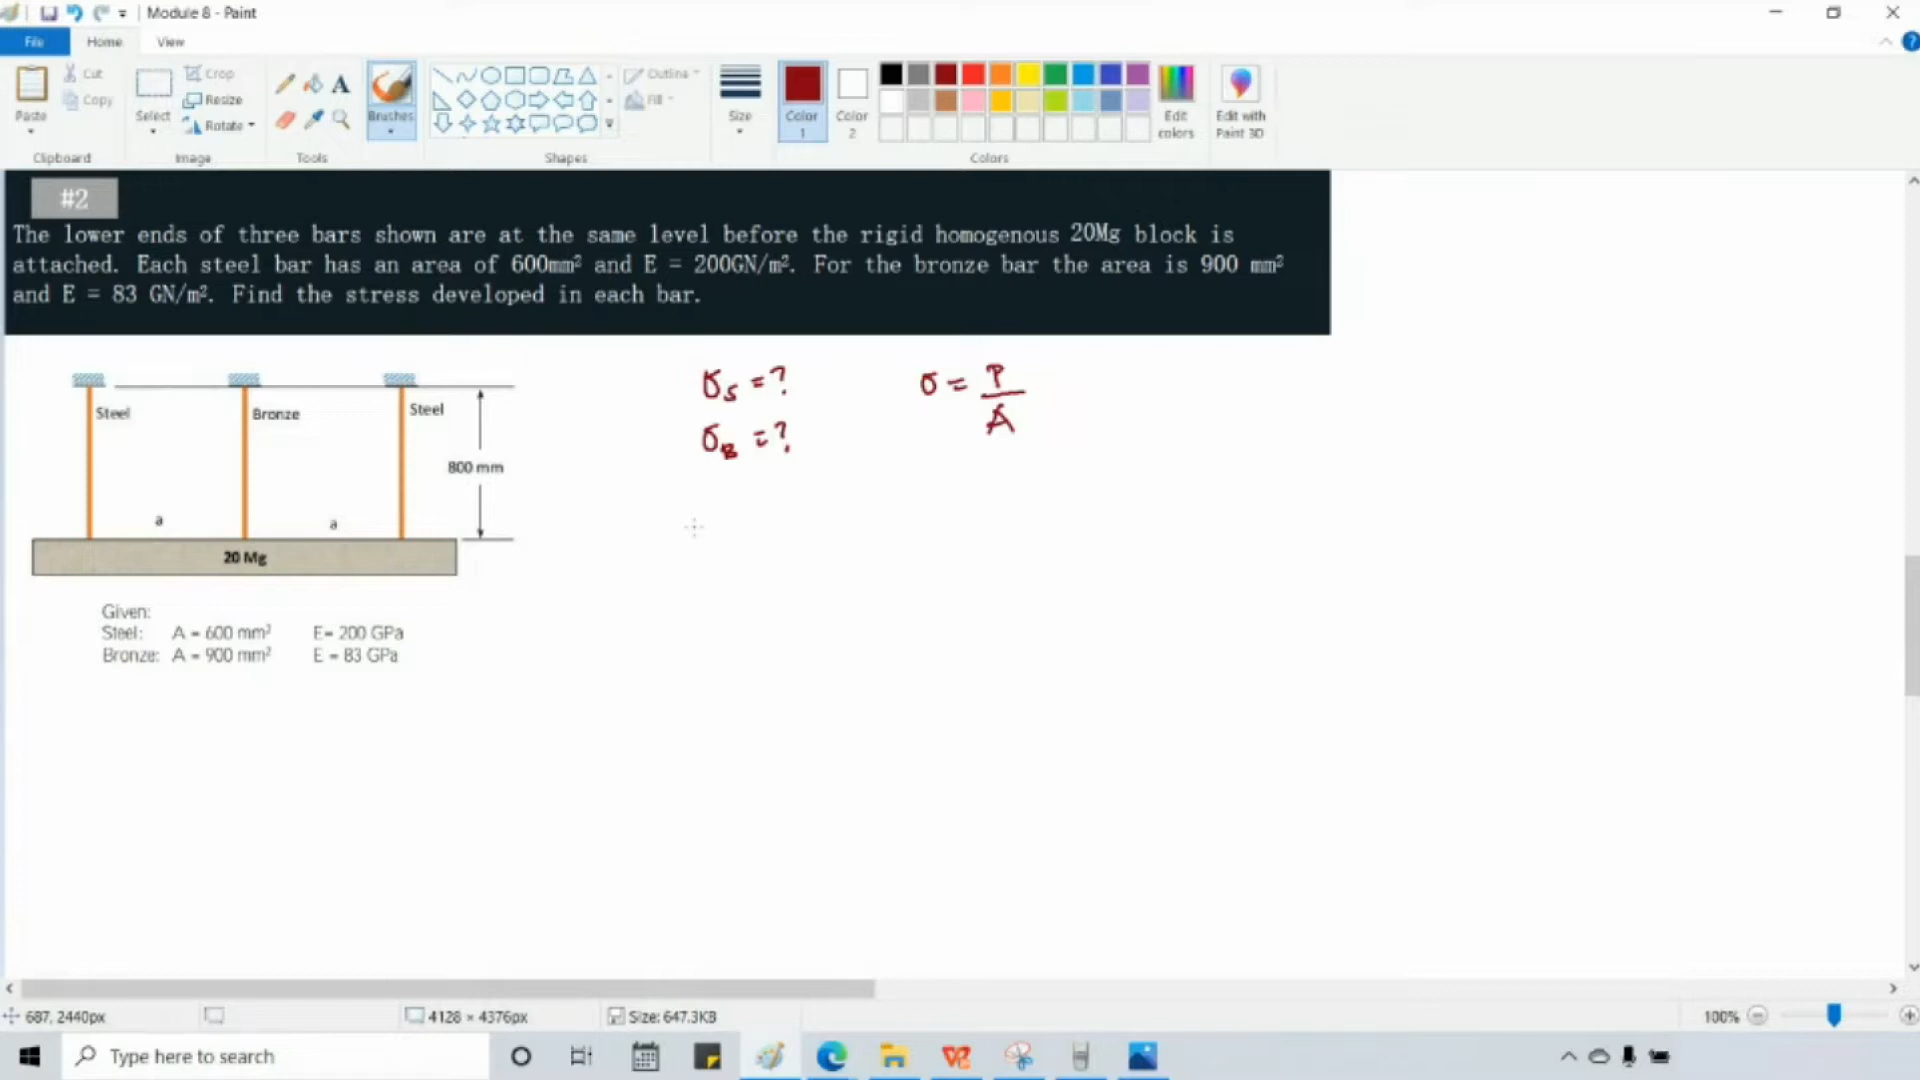 Module 8 - Paint
File Home View
Paste
Cut
Copy
Clipboard
Select
Crop
Resize
Rotate
Image
Tools
Brushes
Shapes
Outline
Fill
Size
Color 1
Color 2
Edit colors
Colors
Edit with Paint 3D
#2
The lower ends of three bars shown are at the same level before the rigid homogenous 20Mg block is
attached. Each steel bar has an area of 600mm² and E = 200GN/m². For the bronze bar the area is 900 mm²
and E = 83 GN/m². Find the stress developed in each bar.
Steel
Bronze
Steel
800 mm
a
a
20 Mg
σS = ?
σB = ?
σ = P/A
Given:
Steel: A = 600 mm² E= 200 GPa
Bronze: A = 900 mm² E = 83 GPa
687, 2440px
4128 × 4376px
Size: 647.3KB
100%
Type here to search